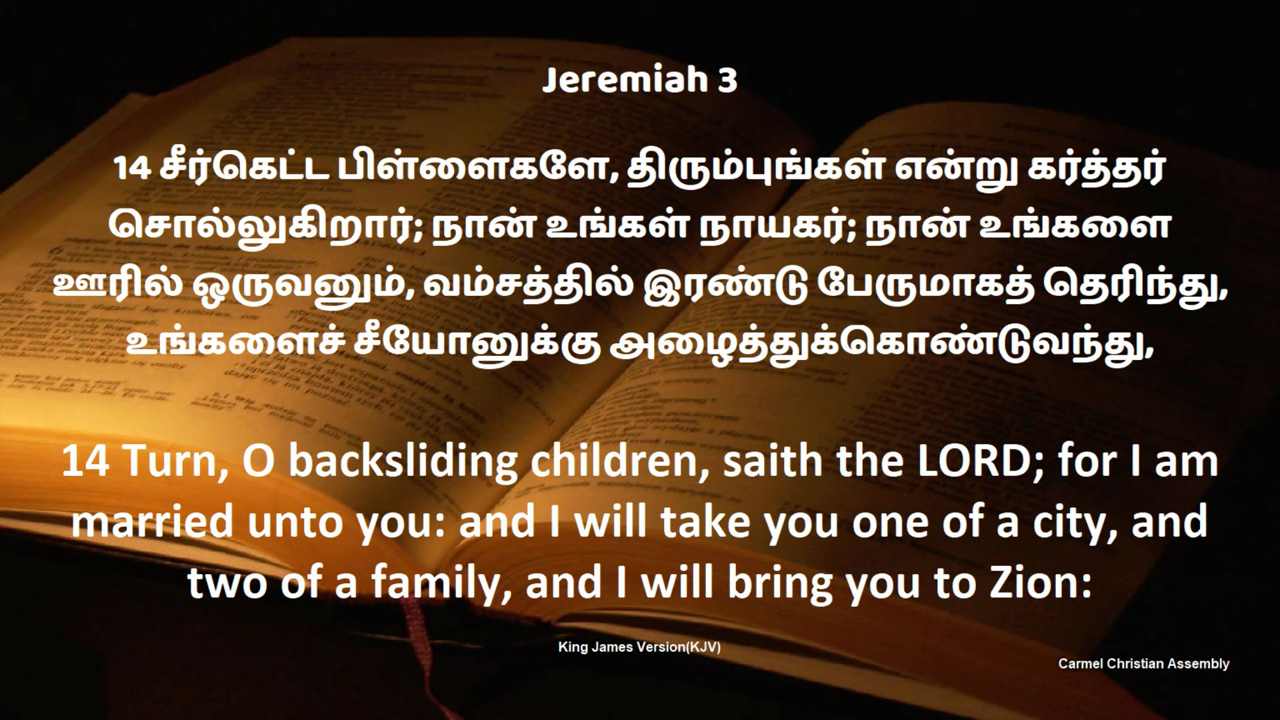 Jeremiah 3
14 சீர்கெட்ட பிள்ளைகளே, திரும்புங்கள் என்று கர்த்தர்
சொல்லுகிறார்; நான் உங்கள் நாயகர்; நான் உங்களை
ஊரில் ஒருவனும், வம்சத்தில் இரண்டு பேருமாகத் தெரிந்து,
உங்களைச் சீயோனுக்கு அழைத்துக்கொண்டுவந்து,
14 Turn, O backsliding children, saith the LORD; for I am
married unto you: and I will take you one of a city, and
two of a family, and I will bring you to Zion:
King James Version(KJV)
Carmel Christian Assembly